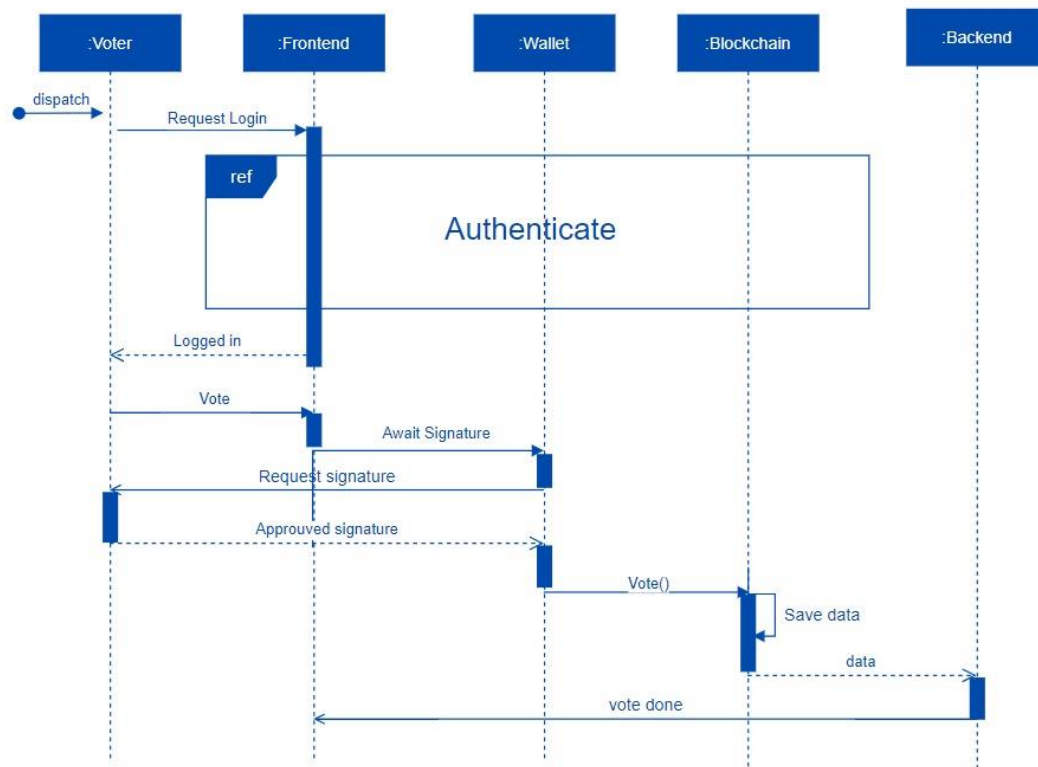 :Voter
:Frontend
:Wallet
:Blockchain
:Backend
dispatch
Request Login
ref
Authenticate
Logged in
Vote
Await Signature
Request signature
Approuved signature
Vote()
Save data
data
vote done